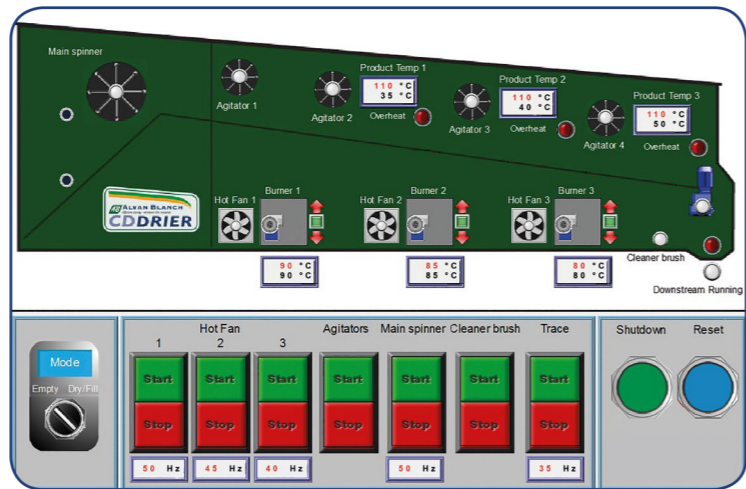 Main spinner
Agitator 1
Agitator 2
Product Temp 1
110 °C
35 °C
Overheat
Agitator 3
Product Temp 2
110 °C
40 °C
Overheat
Agitator 4
Product Temp 3
110 °C
50 °C
Overheat
ALVAN BLANCH
CDDRIER
Hot Fan 1
Burner 1
90 °C
90 °C
Hot Fan 2
Burner 2
85 °C
85 °C
Hot Fan 3
Burner 3
80 °C
80 °C
Cleaner brush
Downstream Running
Mode
Empty Dry/Fill
Hot Fan
1 2 3
Agitators Main spinner Cleaner brush Trace
Start Start Start Start Start Start Start
Stop Stop Stop Stop Stop Stop Stop
50 Hz 45 Hz 40 Hz 50 Hz 35 Hz
Shutdown Reset